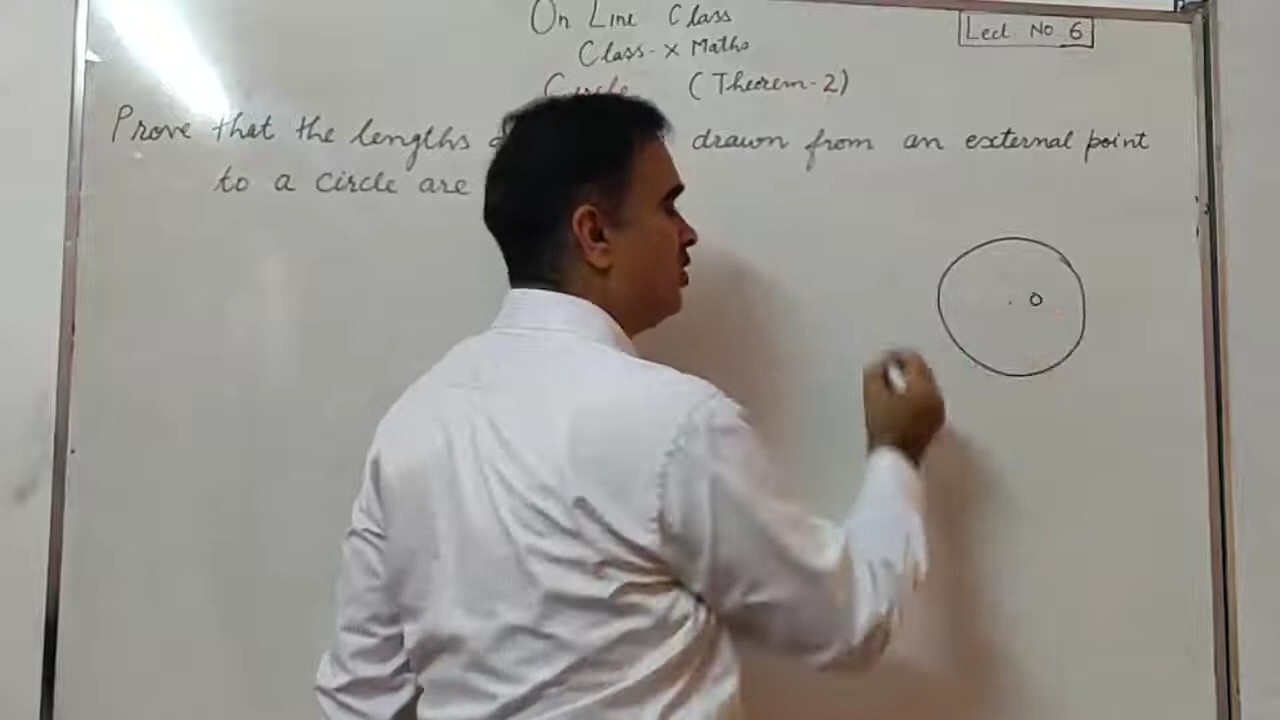 On Line Class
Lect No 6
Class-X Maths
Circle (Theorem-2)
Prove that the lengths drawn from an external point
to a circle are
O